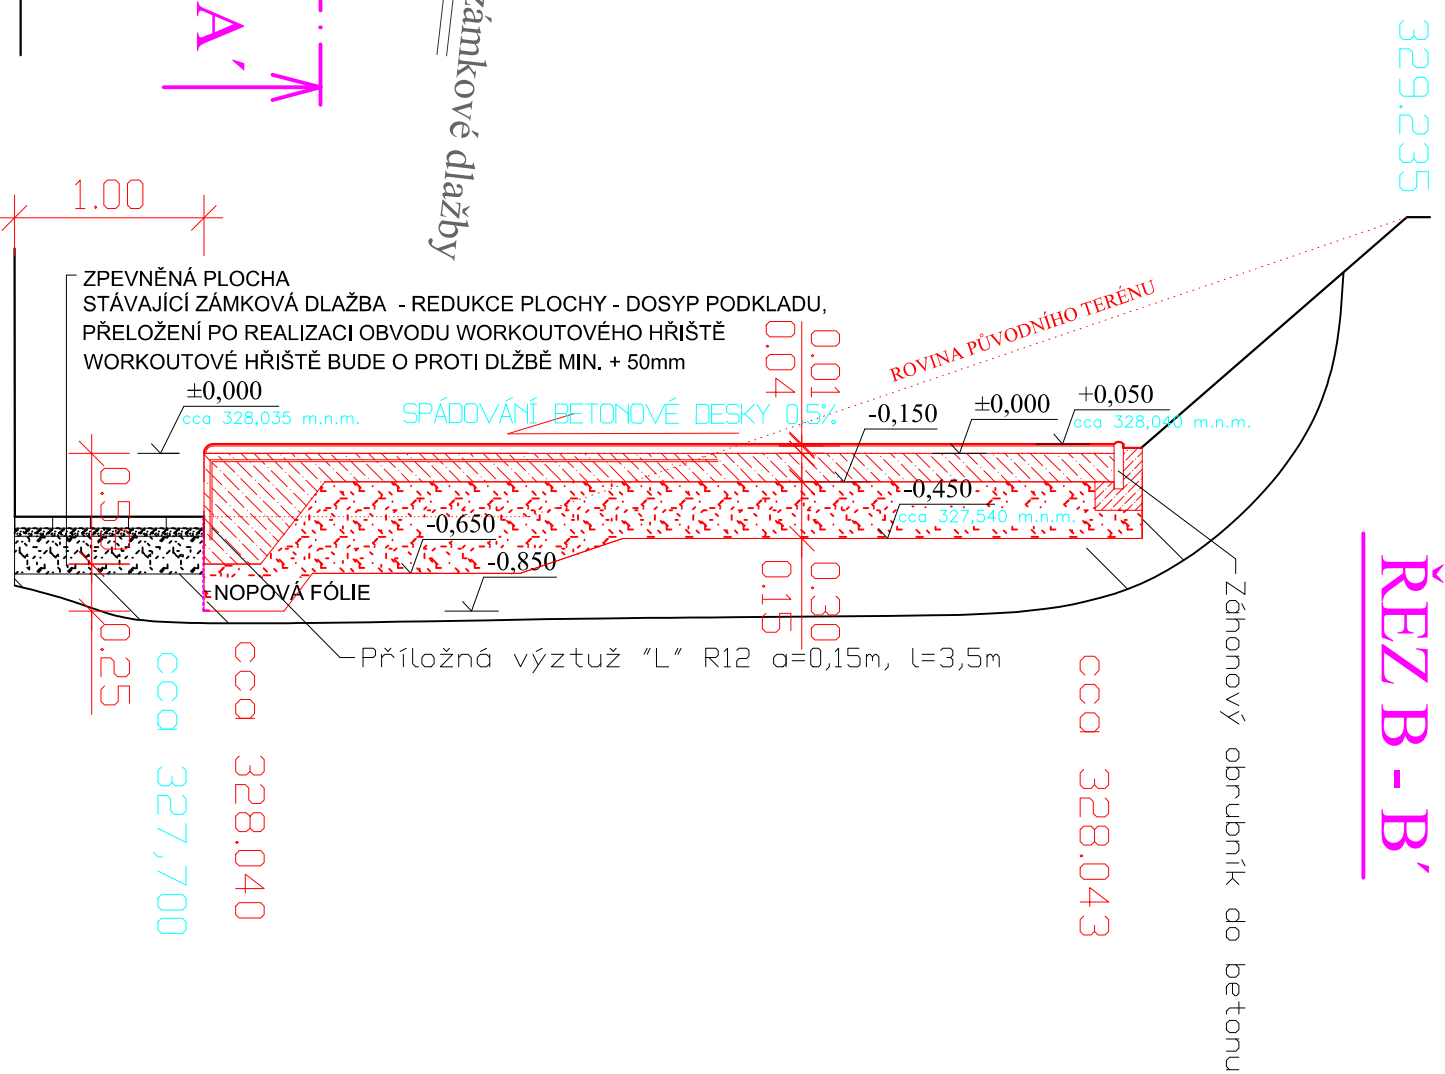 A´
zámkové dlažby
329.235
1.00
ZPEVNĚNÁ PLOCHA
STÁVAJÍCÍ ZÁMKOVÁ DLAŽBA - REDUKCE PLOCHY - DOSYP PODKLADU,
PŘELOŽENÍ PO REALIZACI OBVODU WORKOUTOVÉHO HŘIŠTĚ
WORKOUTOVÉ HŘIŠTĚ BUDE O PROTI DLŽBĚ MIN. + 50mm
ROVINA PŮVODNÍHO TERÉNU
0.01
0.04
±0,000
cca 328,035 m.n.m.
SPÁDOVÁNÍ BETONOVÉ DESKY 0,5%
-0,150
±0,000
+0,050
cca 328,040 m.n.m.
-0,450
cca 327,540 m.n.m.
-0,650
-0,850
NOPOVÁ FÓLIE
0.25
0.30
0.15
Příložná výztuž "L" R12 a=0,15m, l=3,5m
Záhonový obrubník do betonu
cca 327,700
cca 328.040
cca 328.043
ŘEZ B - B´